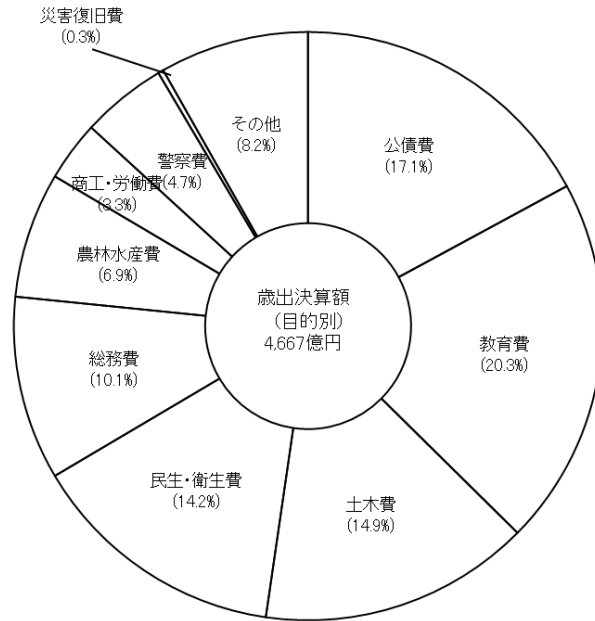 災害復旧費
(0.3%)
その他
(8.2%)
公債費
(17.1%)
警察費
(4.7%)
商工・労働費
(3.3%)
農林水産費
(6.9%)
歳出決算額
(目的別)
4,667億円
教育費
(20.3%)
総務費
(10.1%)
民生・衛生費
(14.2%)
土木費
(14.9%)